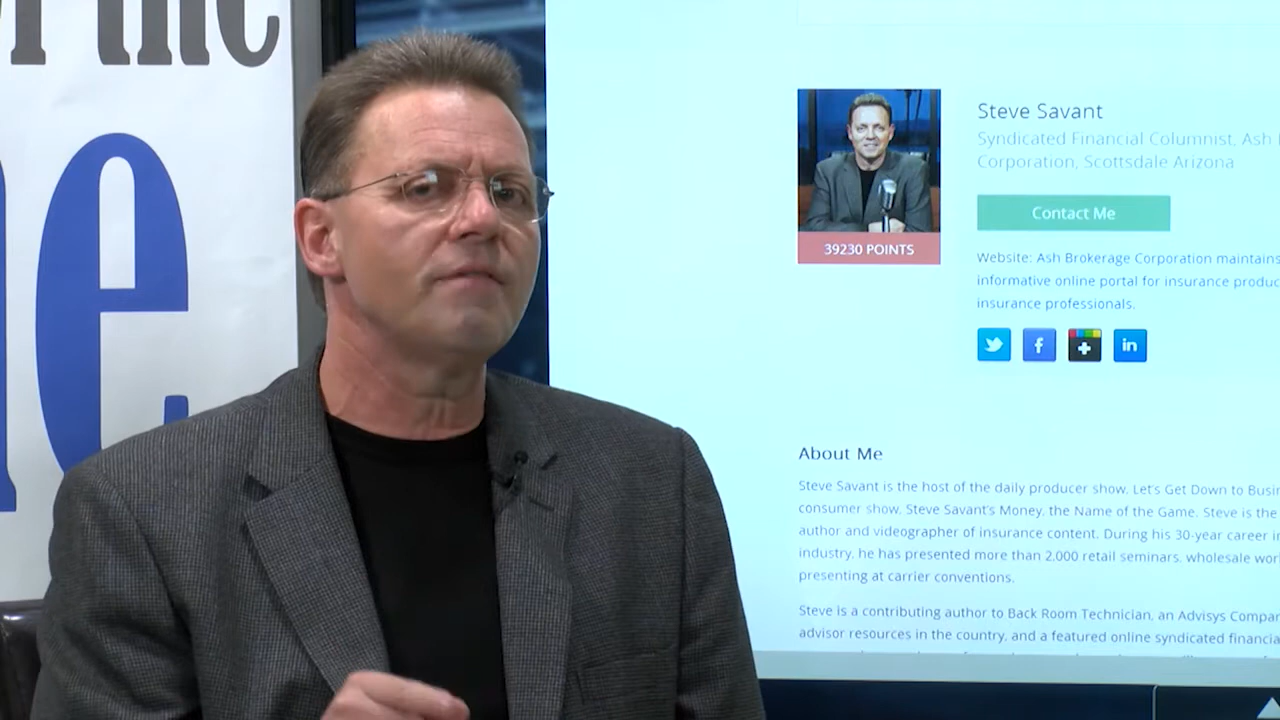 of the
e
Steve Savant
Syndicated Financial Columnist, Ash
Corporation, Scottsdale Arizona
Contact Me
39230 POINTS
Website: Ash Brokerage Corporation maintains
informative online portal for insurance produc
insurance professionals.
f
in
About Me
Steve Savant is the host of the daily producer show, Let's Get Down to Busin
consumer show, Steve Savant's Money, the Name of the Game. Steve is the
author and videographer of insurance content. During his 30-year career in
industry, he has presented more than 2,000 retail seminars, wholesale wor
presenting at carrier conventions.
Steve is a contributing author to Back Room Technician, an Advisys Compan
advisor resources in the country, and a featured online syndicated financia